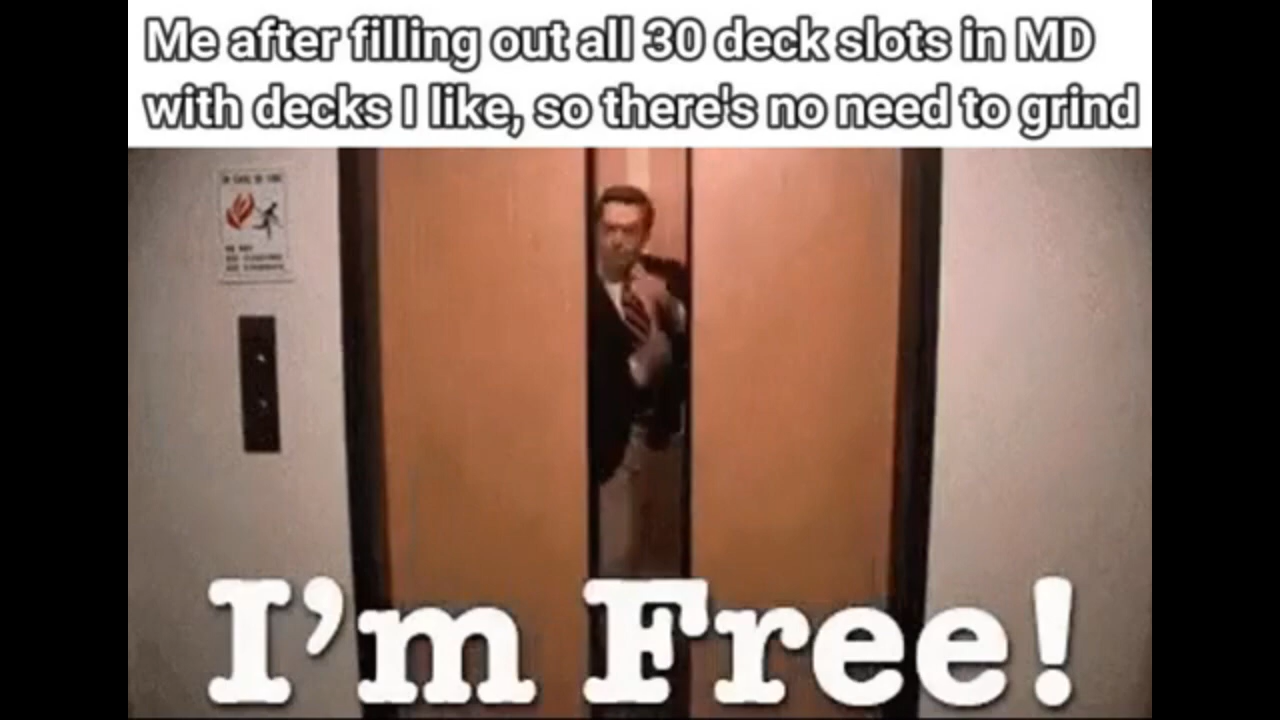 Me after filling out all 30 deck slots in MD
with decks I like, so there's no need to grind
I'm Free!